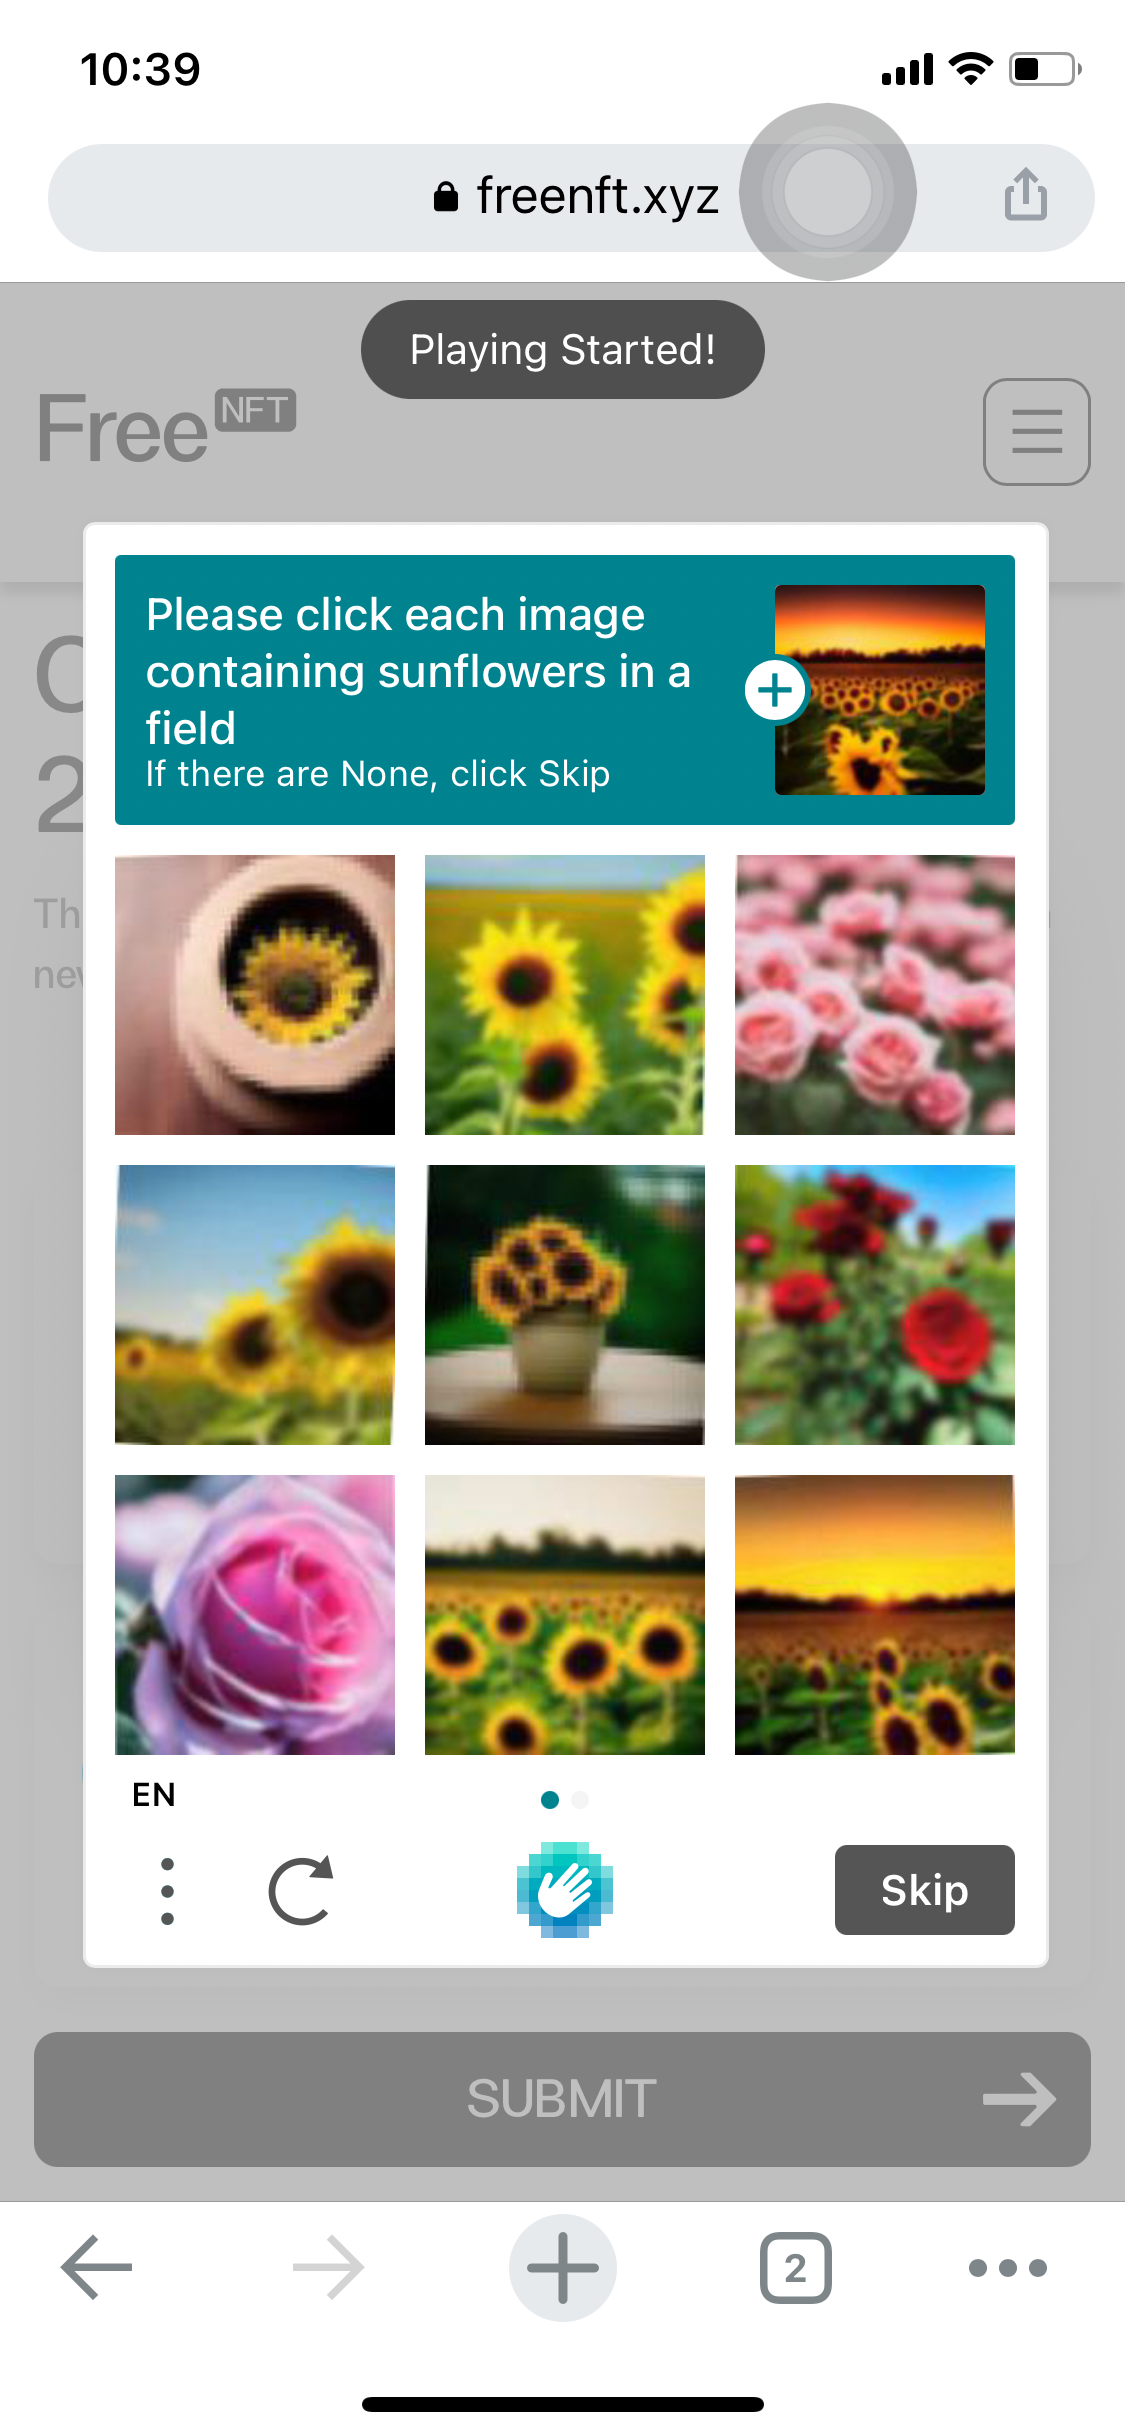 10:39
freenft.xyz
Playing Started!
Free NFT
Please click each image
containing sunflowers in a
field
If there are None, click Skip
C
2
Th
nev
EN
Skip
SUBMIT
2